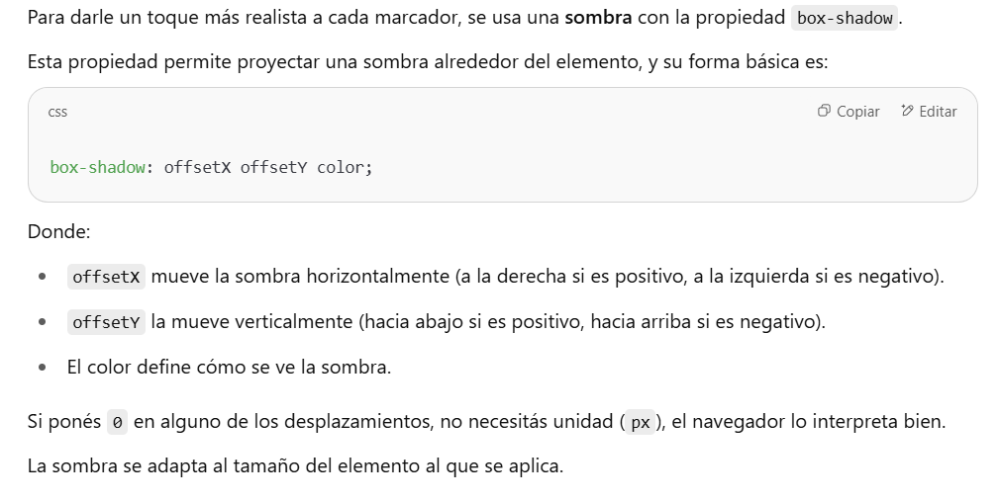 Para darle un toque más realista a cada marcador, se usa una sombra con la propiedad box-shadow.
Esta propiedad permite proyectar una sombra alrededor del elemento, y su forma básica es:
css Copiar Editar
box-shadow: offsetX offsetY color;
Donde:
• offsetX mueve la sombra horizontalmente (a la derecha si es positivo, a la izquierda si es negativo).
• offsetY la mueve verticalmente (hacia abajo si es positivo, hacia arriba si es negativo).
• El color define cómo se ve la sombra.
Si ponés 0 en alguno de los desplazamientos, no necesitás unidad (px), el navegador lo interpreta bien.
La sombra se adapta al tamaño del elemento al que se aplica.